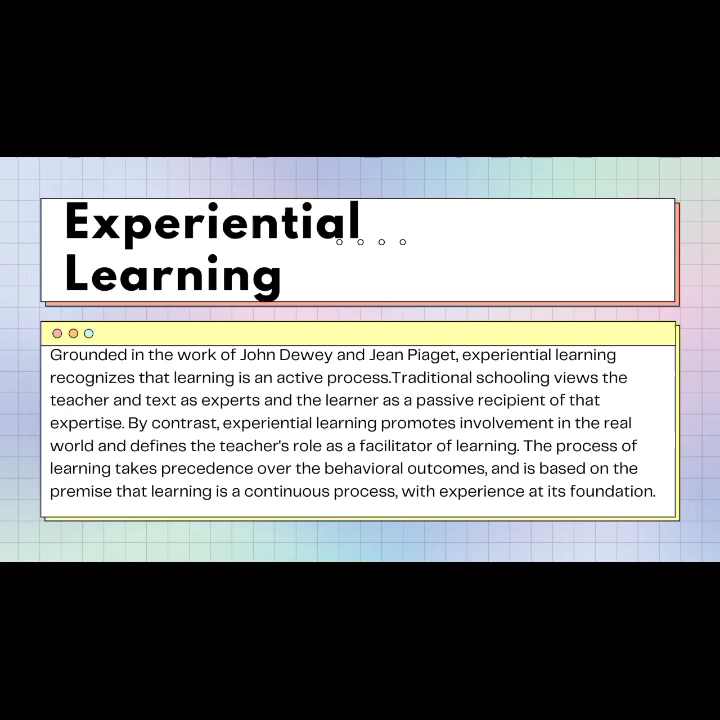 Experiential
Learning
Grounded in the work of John Dewey and Jean Piaget, experiential learning
recognizes that learning is an active process.Traditional schooling views the
teacher and text as experts and the learner as a passive recipient of that
expertise. By contrast, experiential learning promotes involvement in the real
world and defines the teacher's role as a facilitator of learning. The process of
learning takes precedence over the behavioral outcomes, and is based on the
premise that learning is a continuous process, with experience at its foundation.